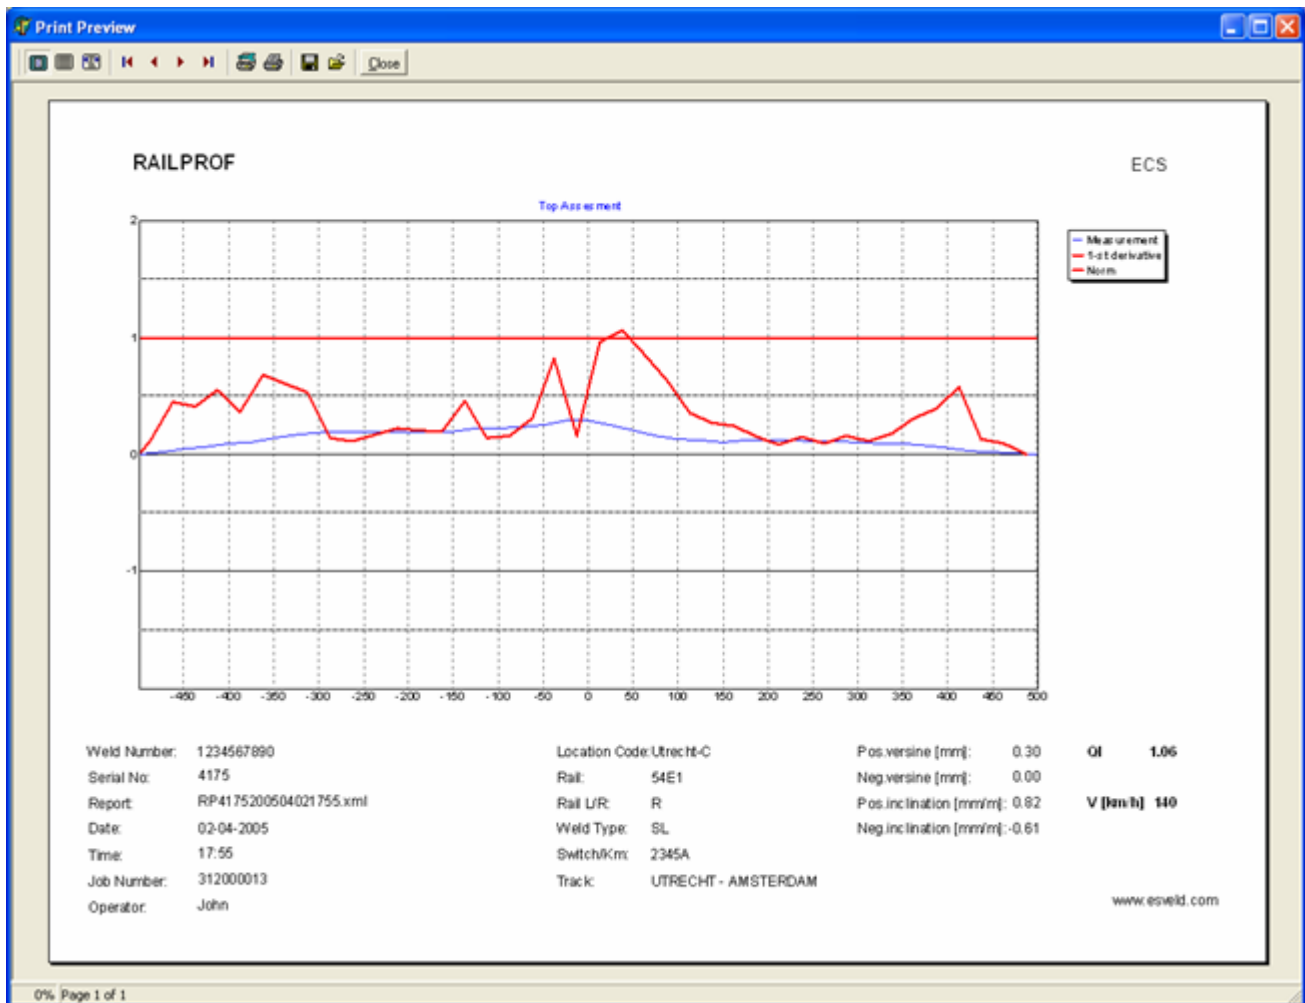 Print Preview
Close
RAILPROF
ECS
Top Assesment
Measurement
1-st derivative
Norm
2
1
0
-1
-450 -400 -350 -300 -250 -200 -150 -100 -50 0 50 100 150 200 250 300 350 400 450 500
Weld Number: 1234567890 Location Code: Utrecht-C Pos.versine [mm]: 0.30 QI 1.06
Serial No: 4175 Rail: 54E1 Neg.versine [mm]: 0.00
Report: RP4175200504021755.xml Rail L/R: R Pos.inclination [mm/m]: 0.82 V [km/h] 140
Date: 02-04-2005 Weld Type: SL Neg.inclination [mm/m]: -0.61
Time: 17:55 Switch/Km: 2345A
Job Number: 312000013 Track: UTRECHT - AMSTERDAM
Operator: John
www.esveld.com
0% Page 1 of 1